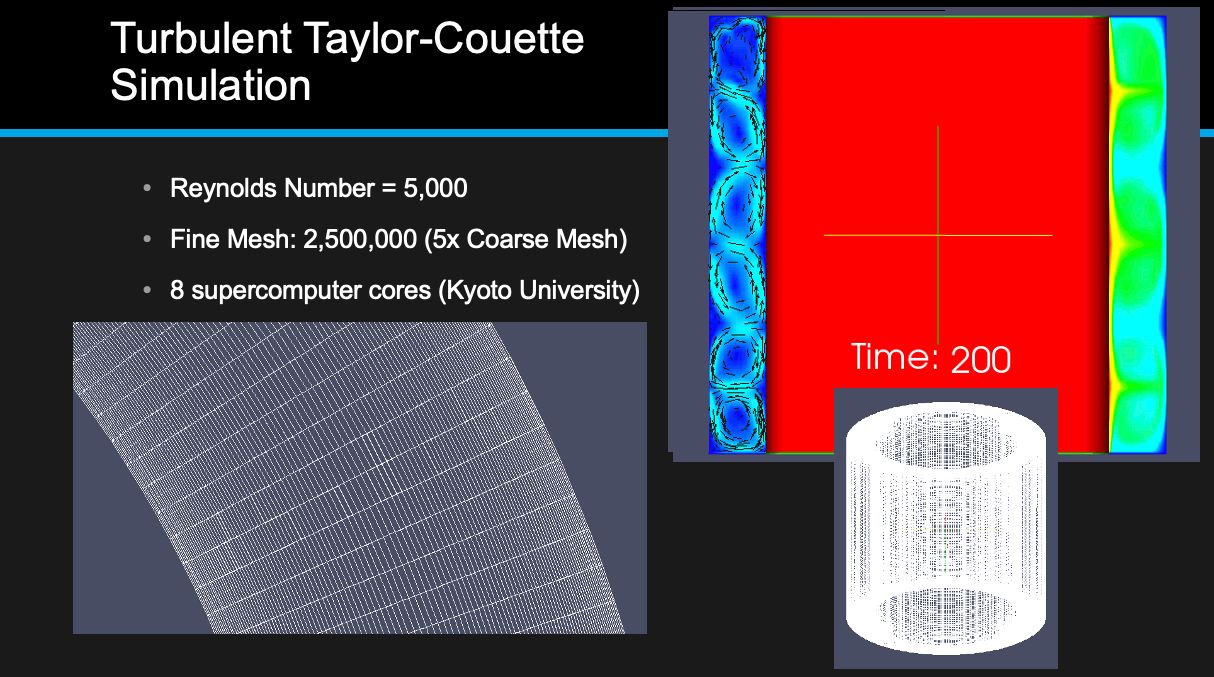 Turbulent Taylor-Couette
Simulation
• Reynolds Number = 5,000
• Fine Mesh: 2,500,000 (5x Coarse Mesh)
• 8 supercomputer cores (Kyoto University)
Time: 200